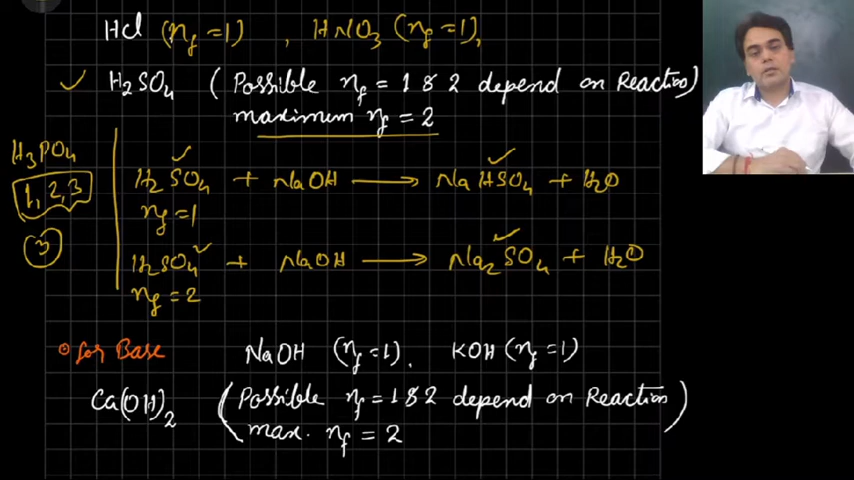 HCl (nf = 1) , HNO3 (nf = 1),
H2SO4 (Possible nf = 1 & 2 depend on Reaction)
maximum nf = 2
H3PO4
1, 2, 3
3
H2SO4 + NaOH → NaHSO4 + H2O
nf = 1
H2SO4 + NaOH → Na2SO4 + H2O
nf = 2
for Base NaOH (nf = 1), KOH (nf = 1)
Ca(OH)2 (Possible nf = 1 & 2 depend on Reaction)
max. nf = 2